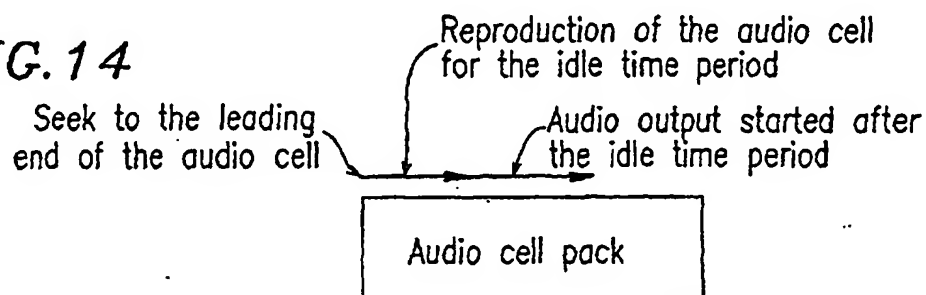 G. 14
Reproduction of the audio cell
for the idle time period
Seek to the leading
end of the audio cell
Audio output started after
the idle time period
Audio cell pack